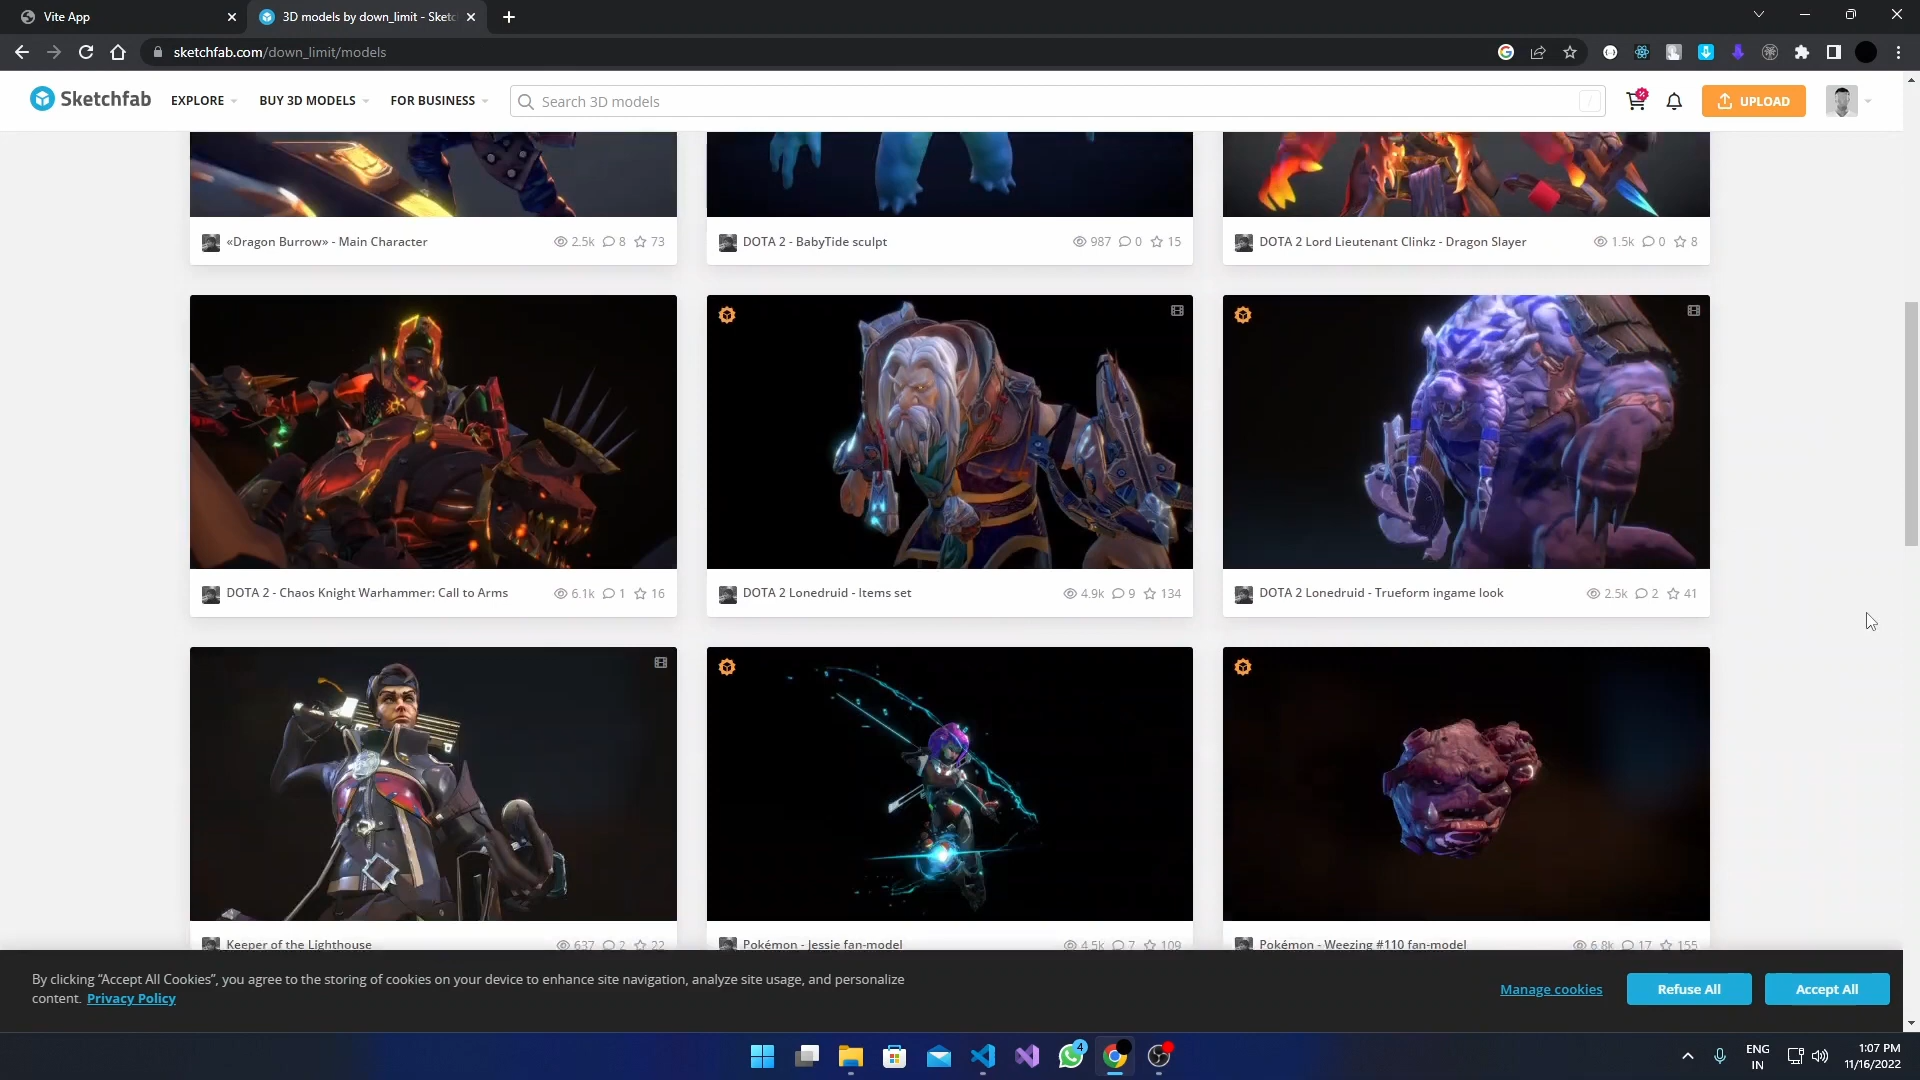 Vite App
3D models by down_limit - Sketc
sketchfab.com/down_limit/models
Sketchfab
EXPLORE
BUY 3D MODELS
FOR BUSINESS
Search 3D models
/
UPLOAD
«Dragon Burrow» - Main Character
2.5k 8 73
DOTA 2 - BabyTide sculpt
987 0 15
DOTA 2 Lord Lieutenant Clinkz - Dragon Slayer
1.5k 0 8
DOTA 2 - Chaos Knight Warhammer: Call to Arms
6.1k 1 16
DOTA 2 Lonedruid - Items set
4.9k 9 134
DOTA 2 Lonedruid - Trueform ingame look
2.5k 2 41
Keeper of the Lighthouse
637 2 22
Pokémon - Jessie fan-model
4.5k 7 109
Pokémon - Weezing #110 fan-model
6.8k 17 155
By clicking “Accept All Cookies”, you agree to the storing of cookies on your device to enhance site navigation, analyze site usage, and personalize
content. Privacy Policy
Manage cookies
Refuse All
Accept All
4
ENG
IN
1:07 PM
11/16/2022